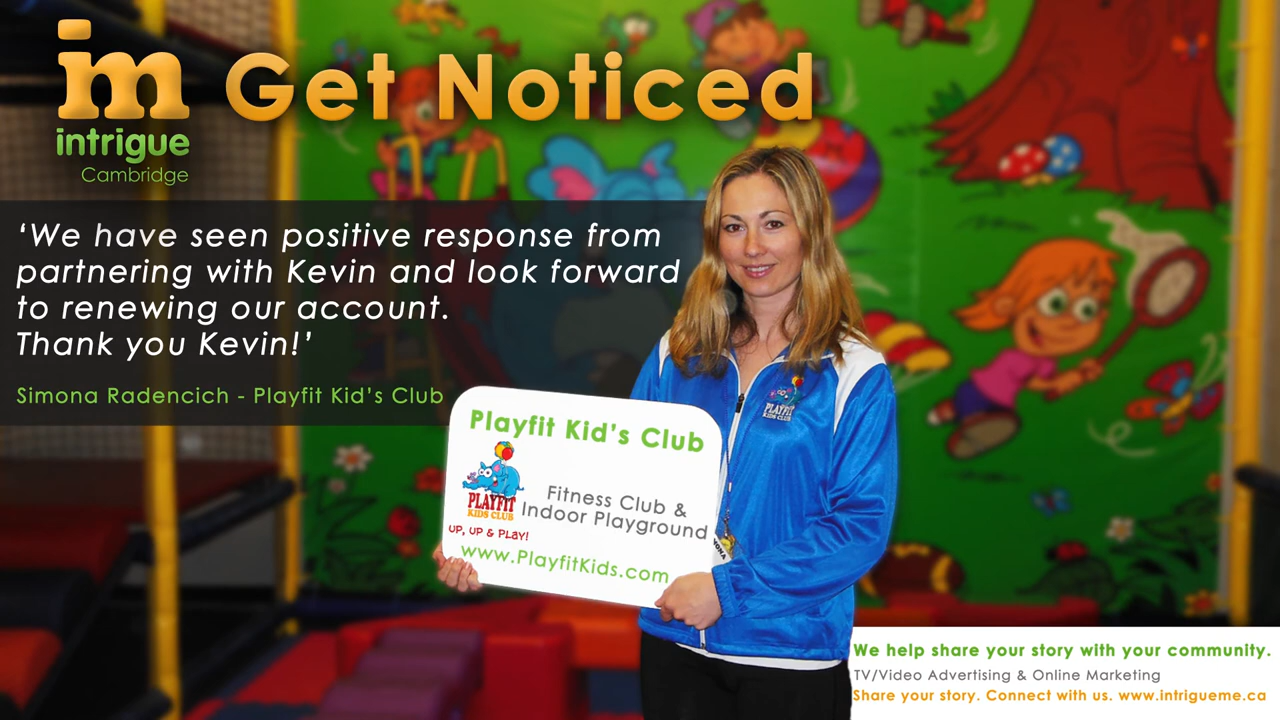 im
intrigue
Cambridge
Get Noticed
‘We have seen positive response from
partnering with Kevin and look forward
to renewing our account.
Thank you Kevin!’
Simona Radencich - Playfit Kid’s Club
PLAYFIT
KIDS CLUB
Playfit Kid’s Club
PLAYFIT
KIDS CLUB
Fitness Club &
Indoor Playground
UP, UP & PLAY!
www.PlayfitKids.com
We help share your story with your community.
TV/Video Advertising & Online Marketing
Share your story. Connect with us. www.intrigueme.ca